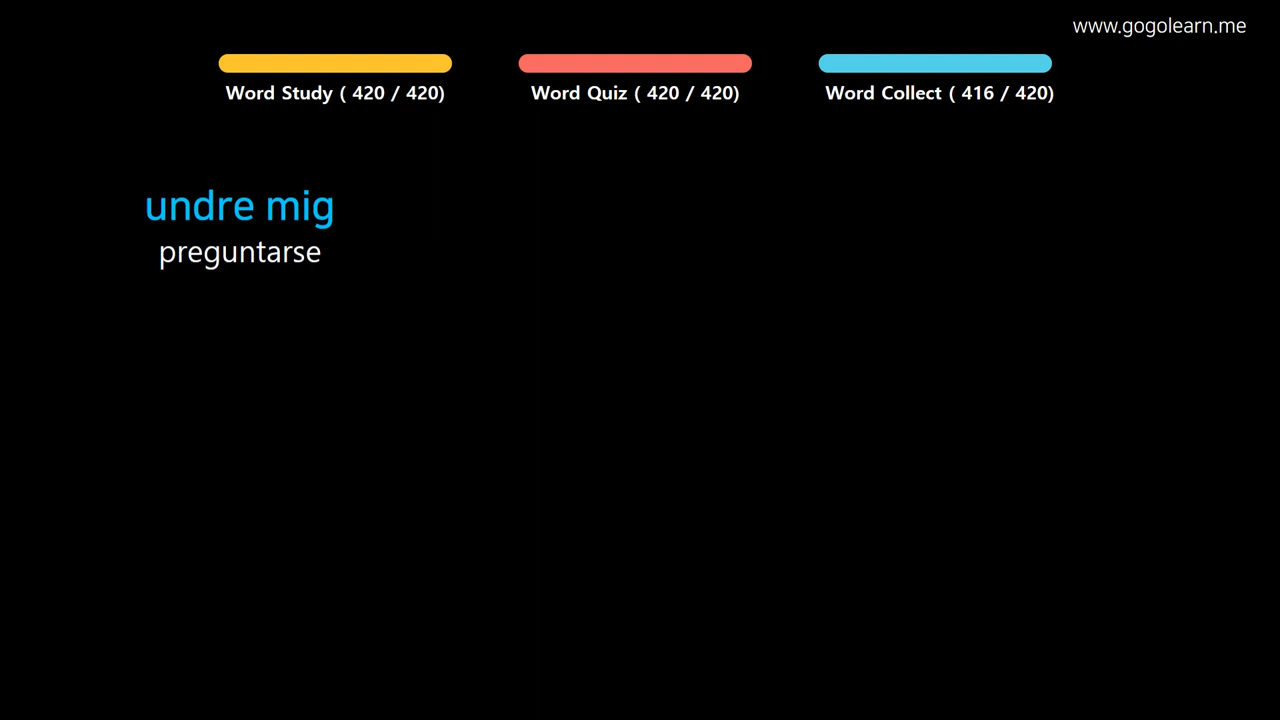 www.gogolearn.me
Word Study ( 420 / 420)
Word Quiz ( 420 / 420)
Word Collect ( 416 / 420)
undre mig
preguntarse